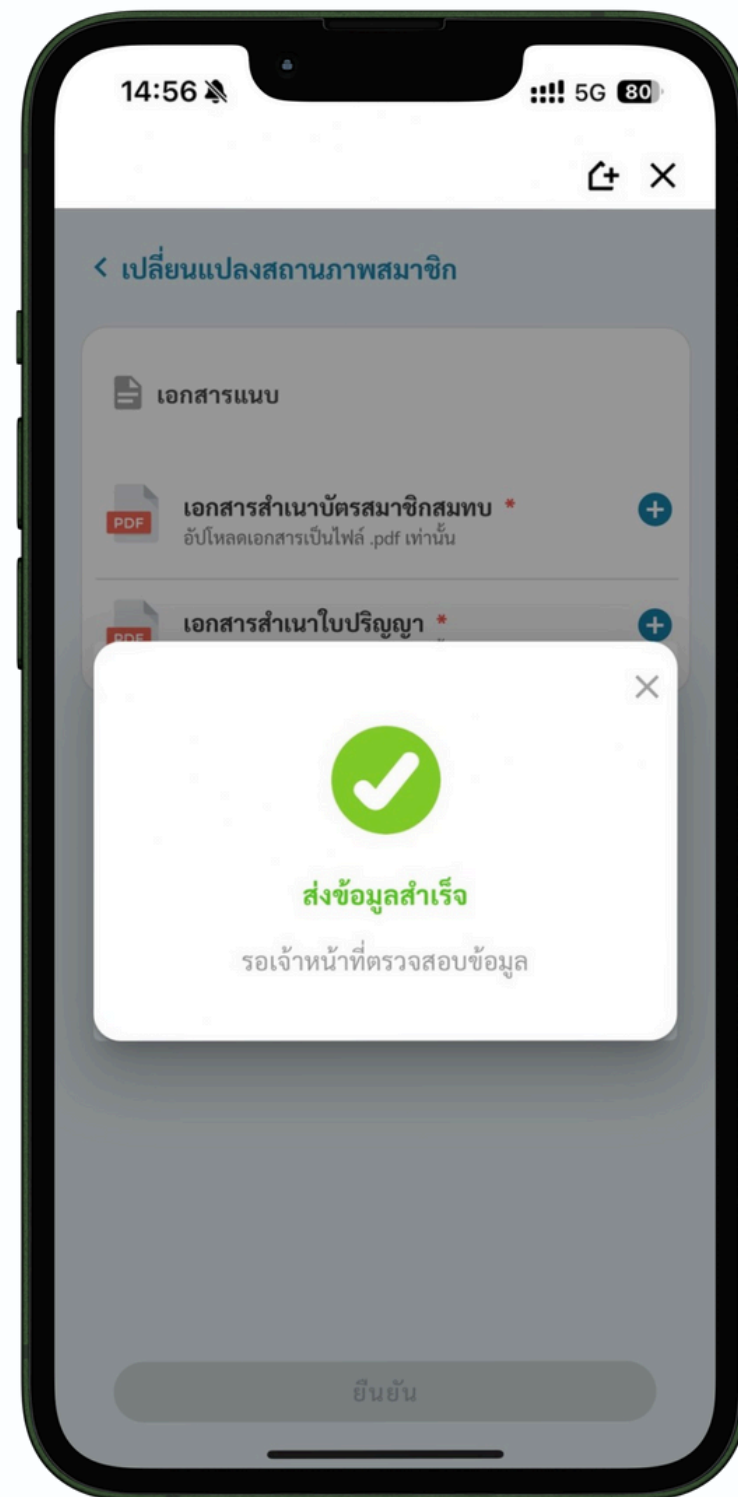 14:56
5G 80
เปลี่ยนแปลงสถานภาพสมาชิก
เอกสารแนบ
PDF
เอกสารสำเนาบัตรสมาชิกสมทบ *
อัปโหลดเอกสารเป็นไฟล์ .pdf เท่านั้น
PDF
เอกสารสำเนาใบปริญญา *
ส่งข้อมูลสำเร็จ
รอเจ้าหน้าที่ตรวจสอบข้อมูล
ยืนยัน